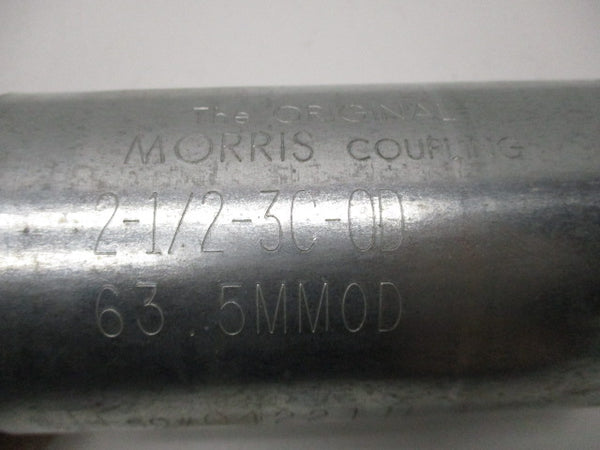 The ORIGINAL
MORRIS COUPLING
2-1/2-3C-OD
63.5MMOD